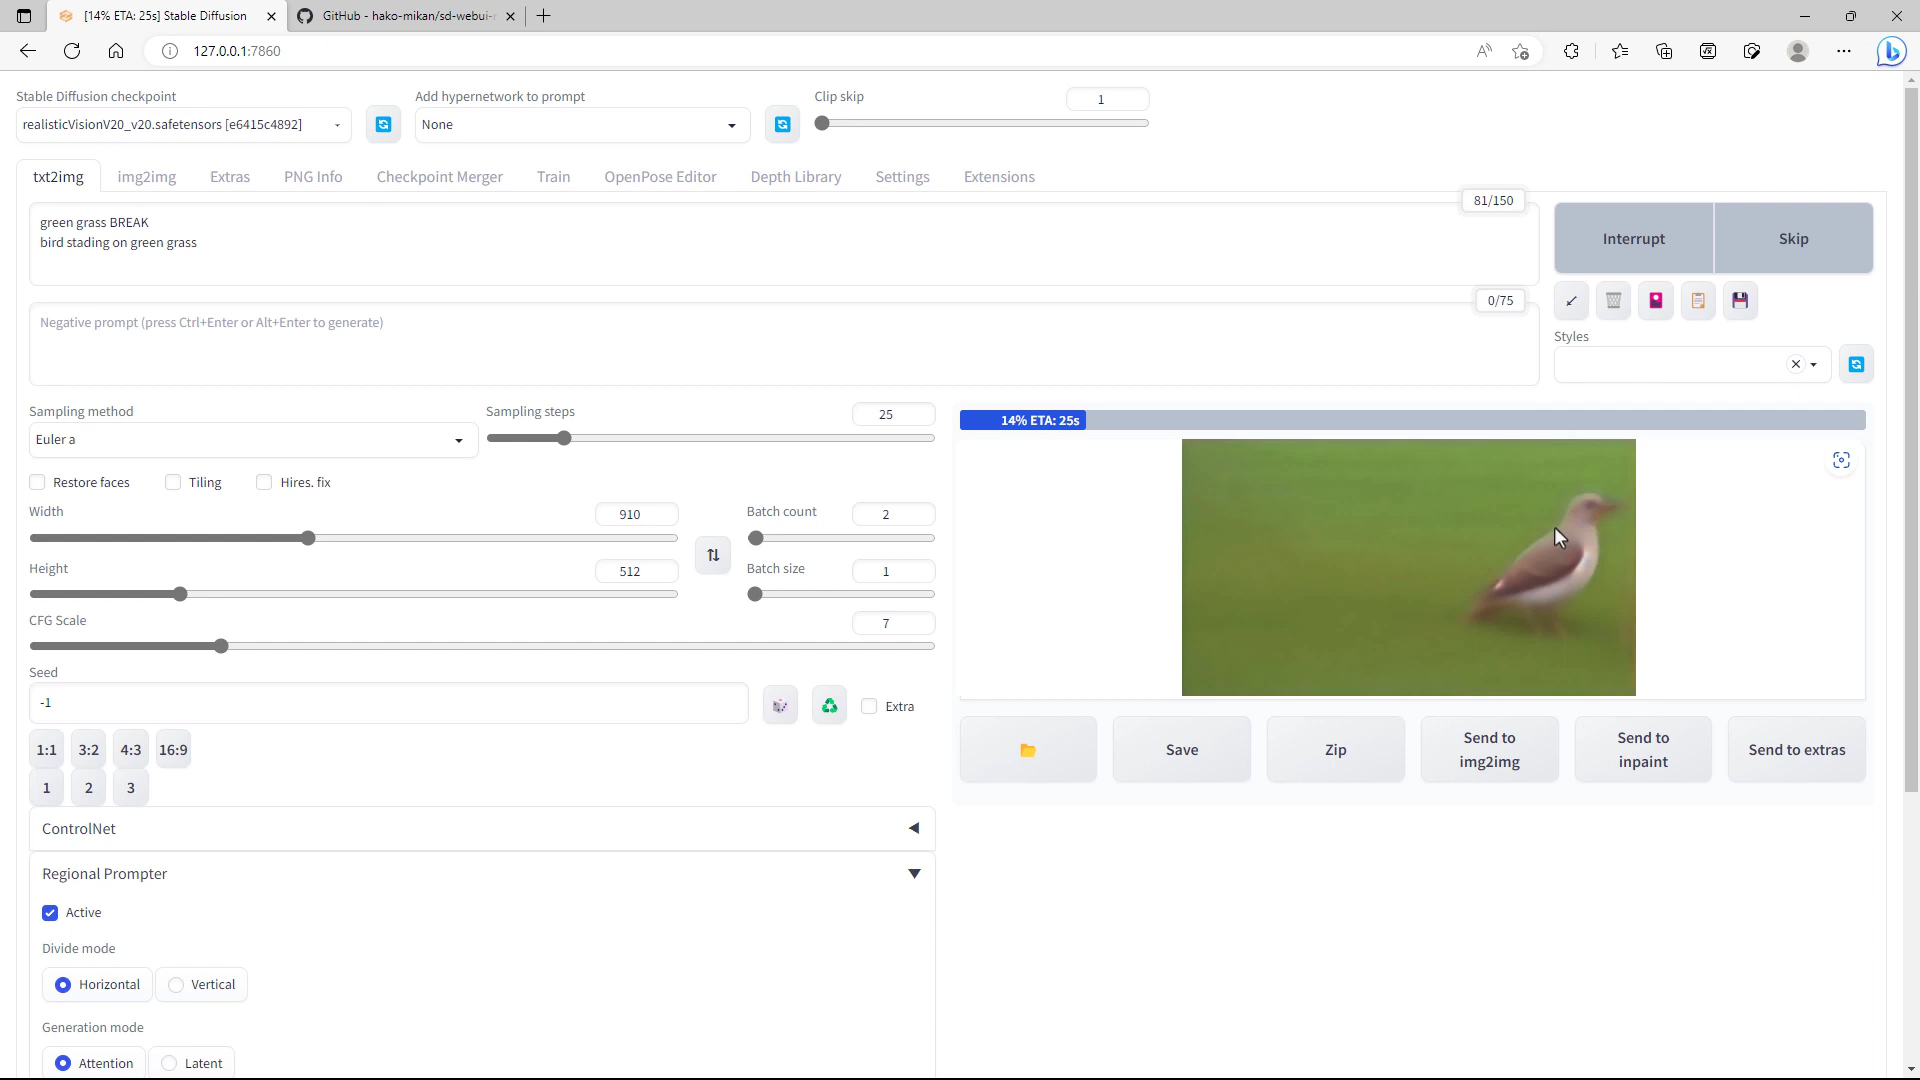 [14% ETA: 25s] Stable Diffusion
GitHub - hako-mikan/sd-webui-r
127.0.0.1:7860
Stable Diffusion checkpoint
Add hypernetwork to prompt
Clip skip
1
realisticVisionV20_v20.safetensors [e6415c4892]
None
txt2img
img2img
Extras
PNG Info
Checkpoint Merger
Train
OpenPose Editor
Depth Library
Settings
Extensions
81/150
green grass BREAK
bird stading on green grass
Interrupt
Skip
0/75
Negative prompt (press Ctrl+Enter or Alt+Enter to generate)
Styles
Sampling method
Sampling steps
25
Euler a
14% ETA: 25s
Restore faces
Tiling
Hires. fix
Width
910
Batch count
2
Height
512
Batch size
1
CFG Scale
7
Seed
-1
Extra
1:1
3:2
4:3
16:9
1
2
3
Save
Zip
Send to
img2img
Send to
inpaint
Send to extras
ControlNet
Regional Prompter
Active
Divide mode
Horizontal
Vertical
Generation mode
Attention
Latent